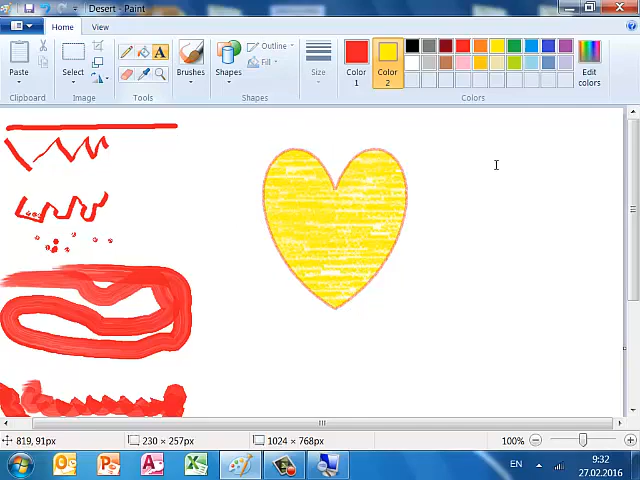 Desert - Paint
Home
View
Paste
Select
Brushes
Shapes
Outline
Fill
Size
Color
1
Color
2
Edit
colors
Clipboard
Image
Tools
Shapes
Colors
A
819, 91px
230 × 257px
1024 × 768px
100%
EN
9:32
27.02.2016